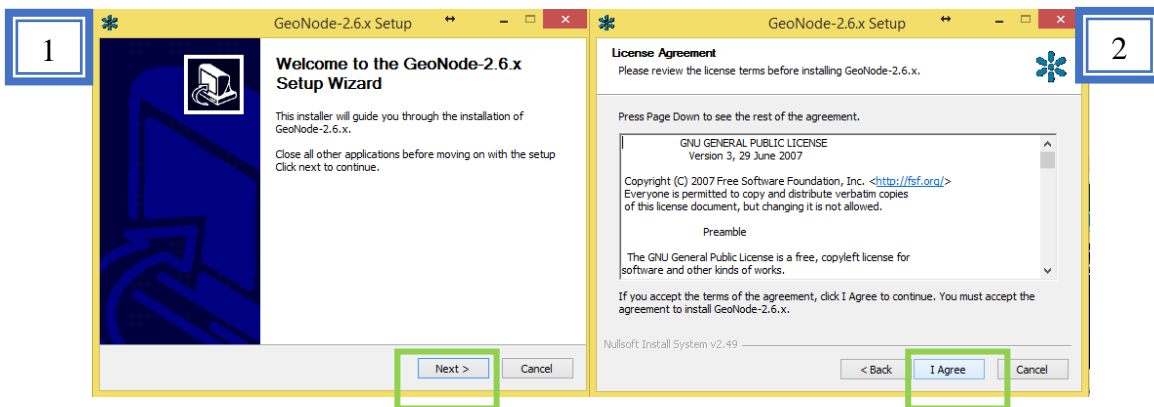 1
GeoNode-2.6.x Setup
Welcome to the GeoNode-2.6.x
Setup Wizard
This installer will guide you through the installation of
GeoNode-2.6.x.
Close all other applications before moving on with the setup
Click next to continue.
Next >
Cancel
2
GeoNode-2.6.x Setup
License Agreement
Please review the license terms before installing GeoNode-2.6.x.
Press Page Down to see the rest of the agreement.
GNU GENERAL PUBLIC LICENSE
Version 3, 29 June 2007
Copyright (C) 2007 Free Software Foundation, Inc. <http://fsf.org/>
Everyone is permitted to copy and distribute verbatim copies
of this license document, but changing it is not allowed.
Preamble
The GNU General Public License is a free, copyleft license for
software and other kinds of works.
If you accept the terms of the agreement, click I Agree to continue. You must accept the
agreement to install GeoNode-2.6.x.
Nullsoft Install System v2.49
< Back
I Agree
Cancel